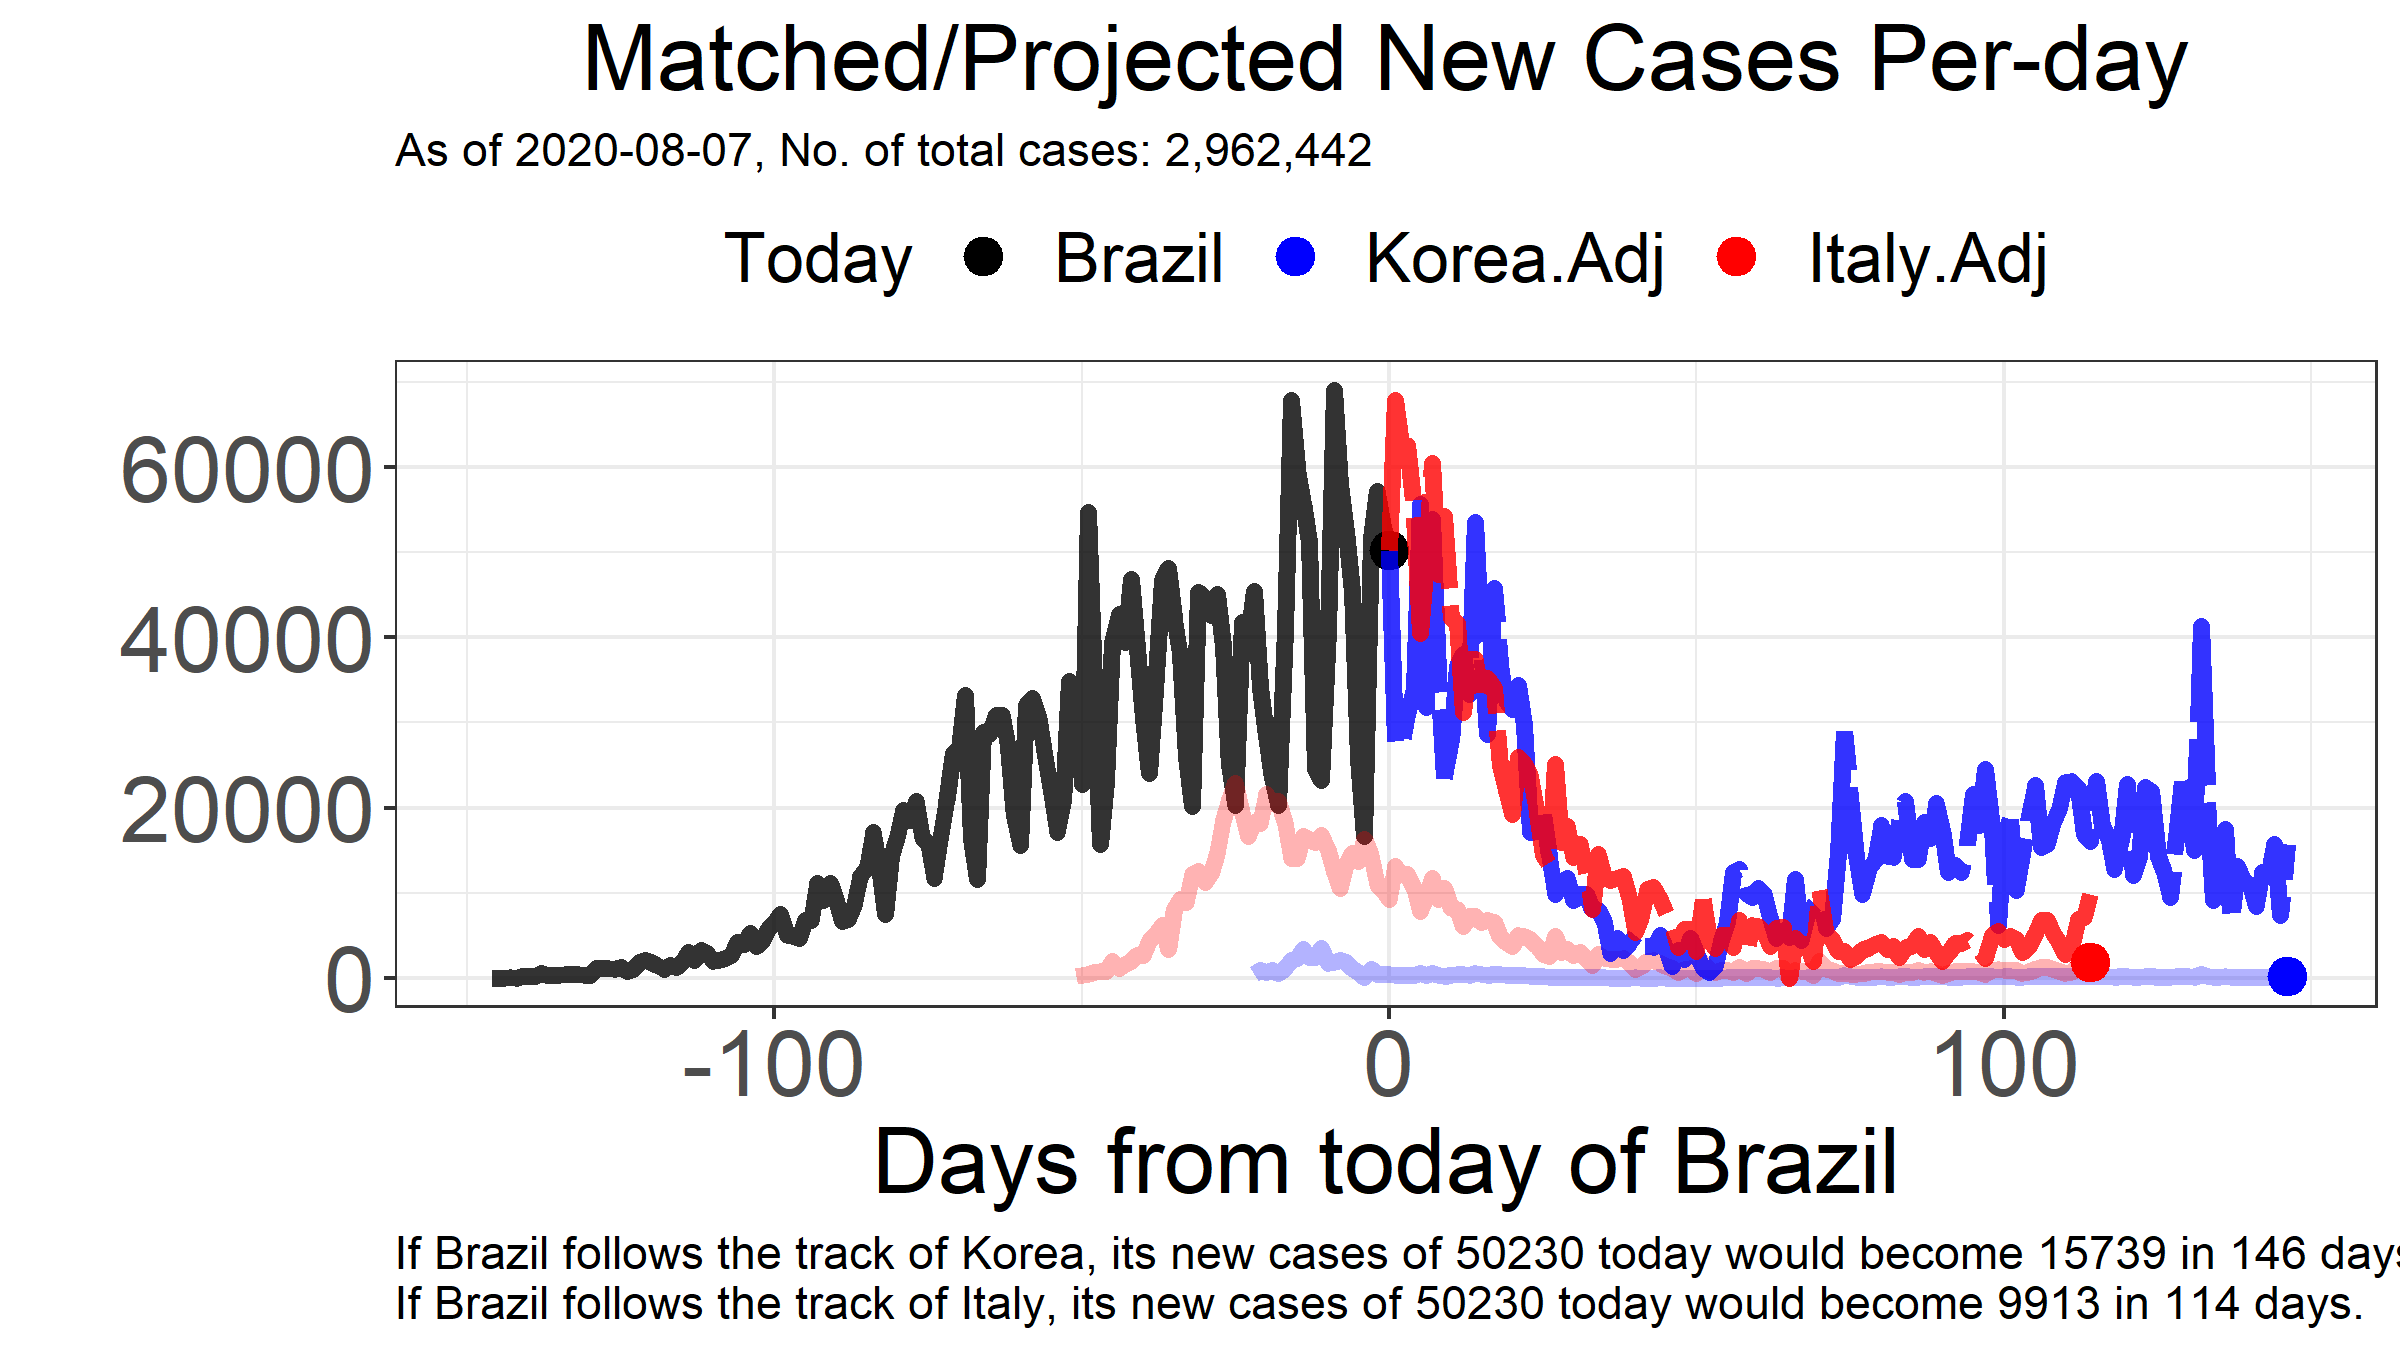 Matched/Projected New Cases Per-day
As of 2020-08-07, No. of total cases: 2,962,442
Today Brazil Korea.Adj Italy.Adj
60000
40000
20000
0
-100 0 100
Days from today of Brazil
If Brazil follows the track of Korea, its new cases of 50230 today would become 15739 in 146 days
If Brazil follows the track of Italy, its new cases of 50230 today would become 9913 in 114 days.